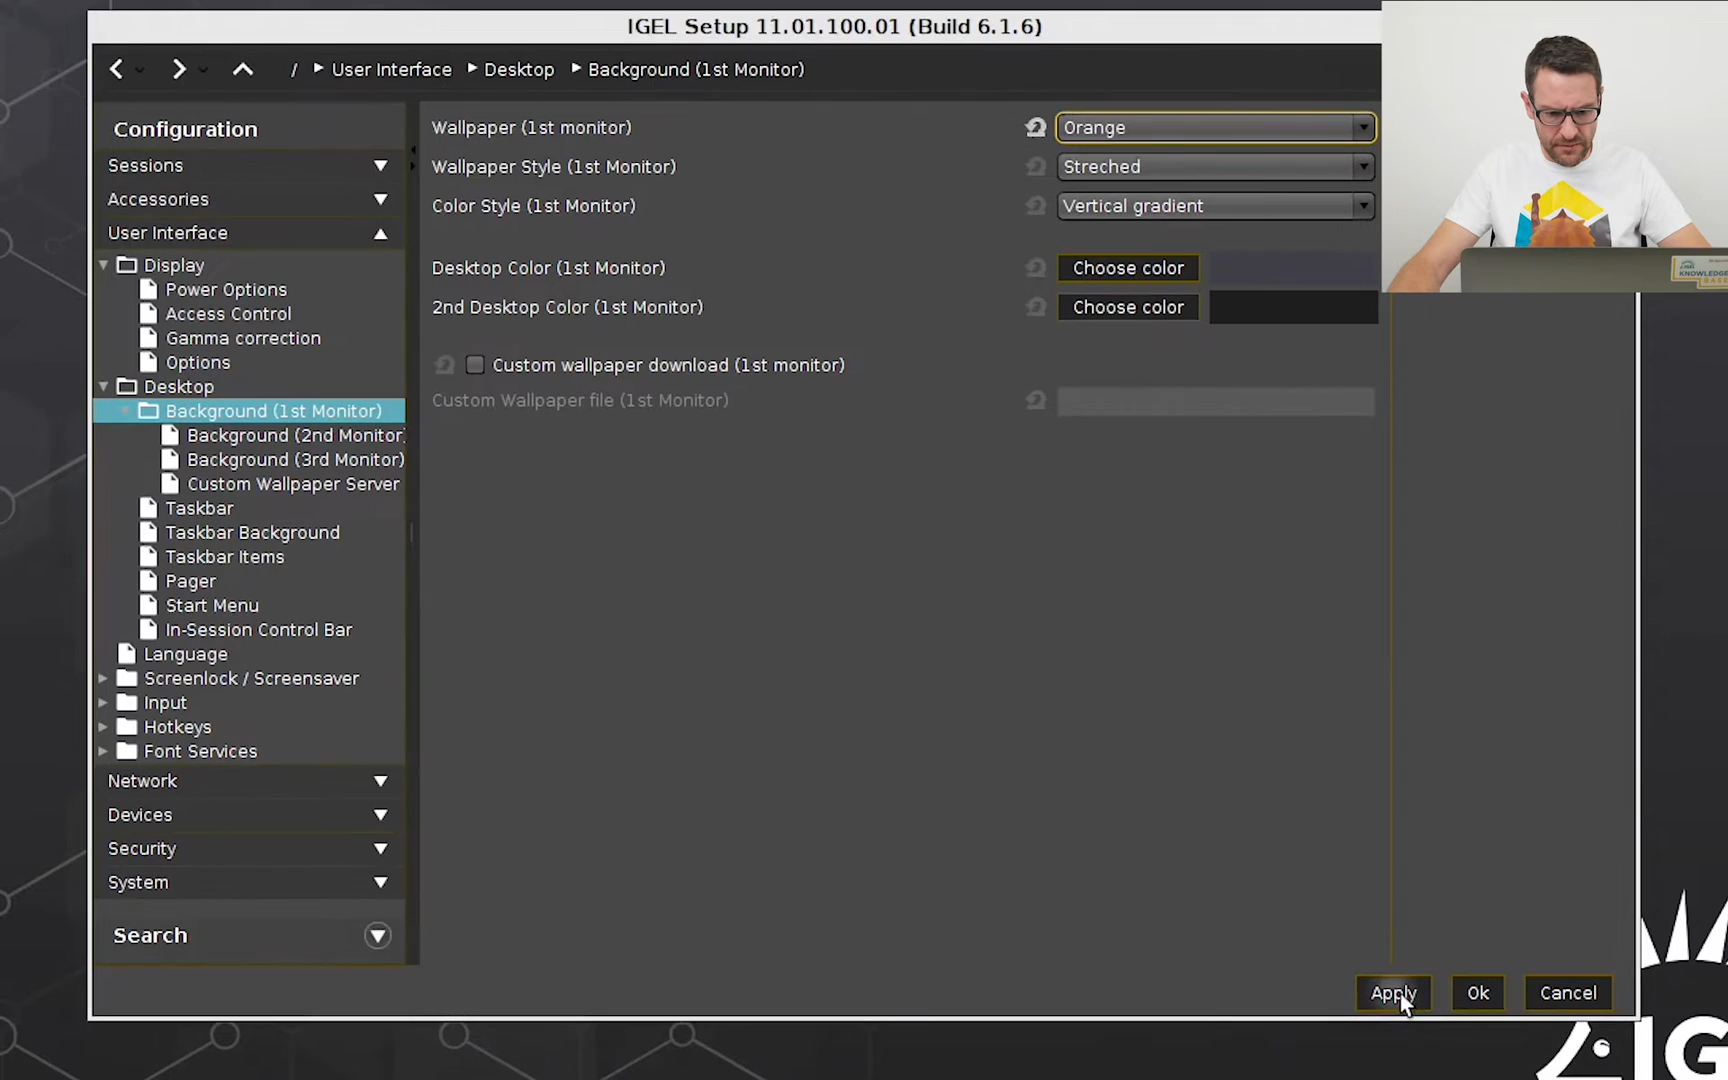 IGEL Setup 11.01.100.01 (Build 6.1.6)
/ User Interface Desktop Background (1st Monitor)
Configuration
Sessions
Accessories
User Interface
Display
Power Options
Access Control
Gamma correction
Options
Desktop
Background (1st Monitor)
Background (2nd Monitor)
Background (3rd Monitor)
Custom Wallpaper Server
Taskbar
Taskbar Background
Taskbar Items
Pager
Start Menu
In-Session Control Bar
Language
Screenlock / Screensaver
Input
Hotkeys
Font Services
Network
Devices
Security
System
Search
Wallpaper (1st monitor) Orange
Wallpaper Style (1st Monitor) Streched
Color Style (1st Monitor) Vertical gradient
Desktop Color (1st Monitor) Choose color
2nd Desktop Color (1st Monitor) Choose color
Custom wallpaper download (1st monitor)
Custom Wallpaper file (1st Monitor)
Apply Ok Cancel
KNOWLEDGE
BASE
IG